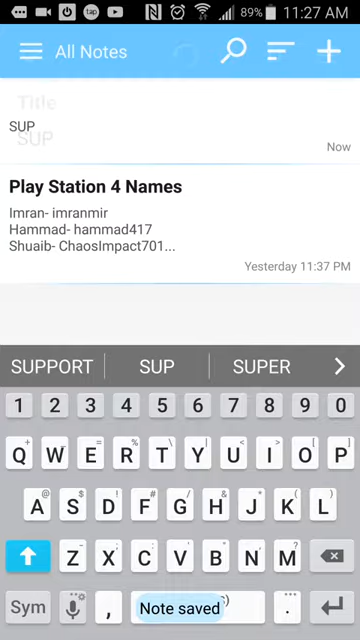 89% 11:27 AM
All Notes
Title
SUP
SUP
Now
Play Station 4 Names
Imran- imranmir
Hammad- hammad417
Shuaib- ChaosImpact701...
Yesterday 11:37 PM
SUPPORT SUP SUPER
1 2 3 4 5 6 7 8 9 0
Q W E R T Y U I O P
A S D F G H J K L
Z X C V B N M
Sym , Note saved .